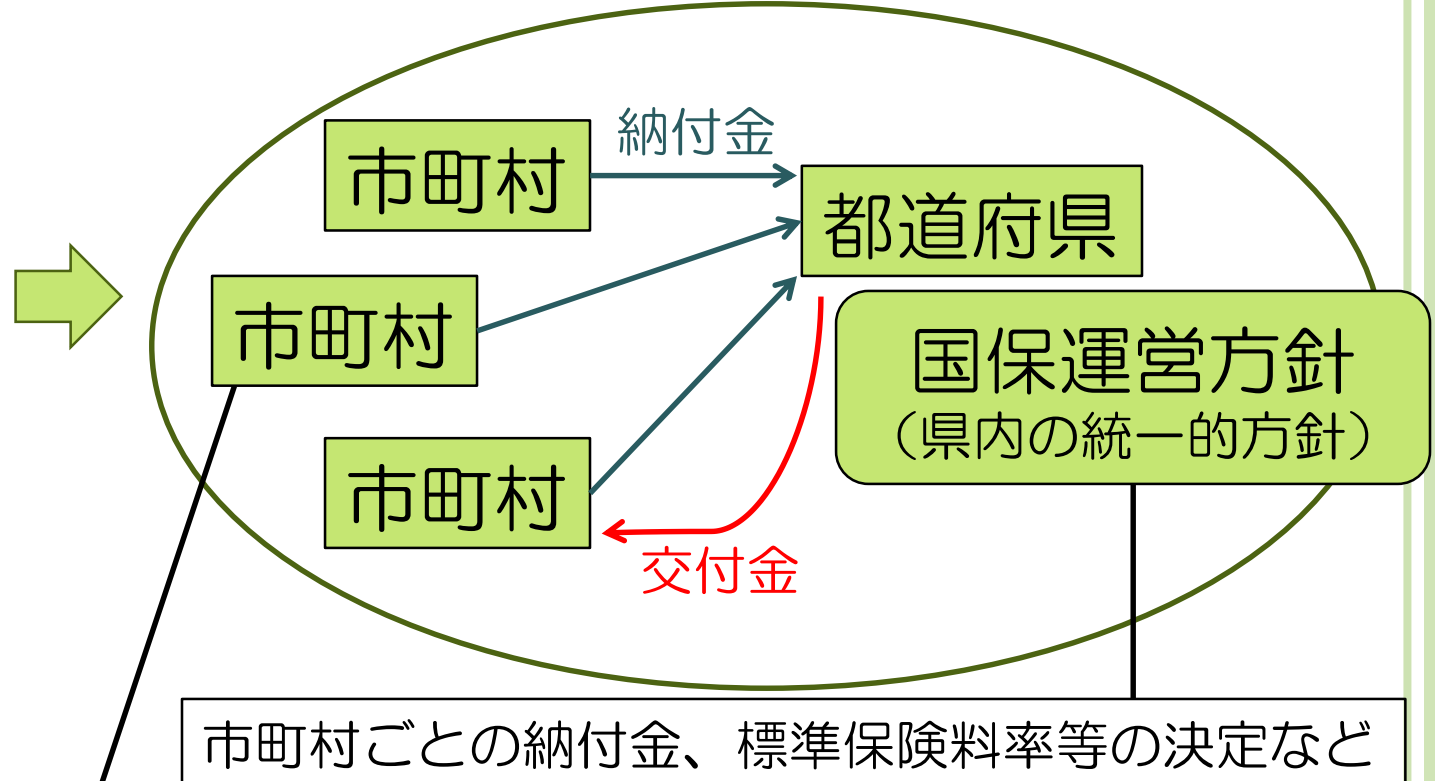 納付金
市町村
都道府県
市町村
国保運営方針
（県内の統一的方針）
市町村
交付金
市町村ごとの納付金、標準保険料率等の決定など